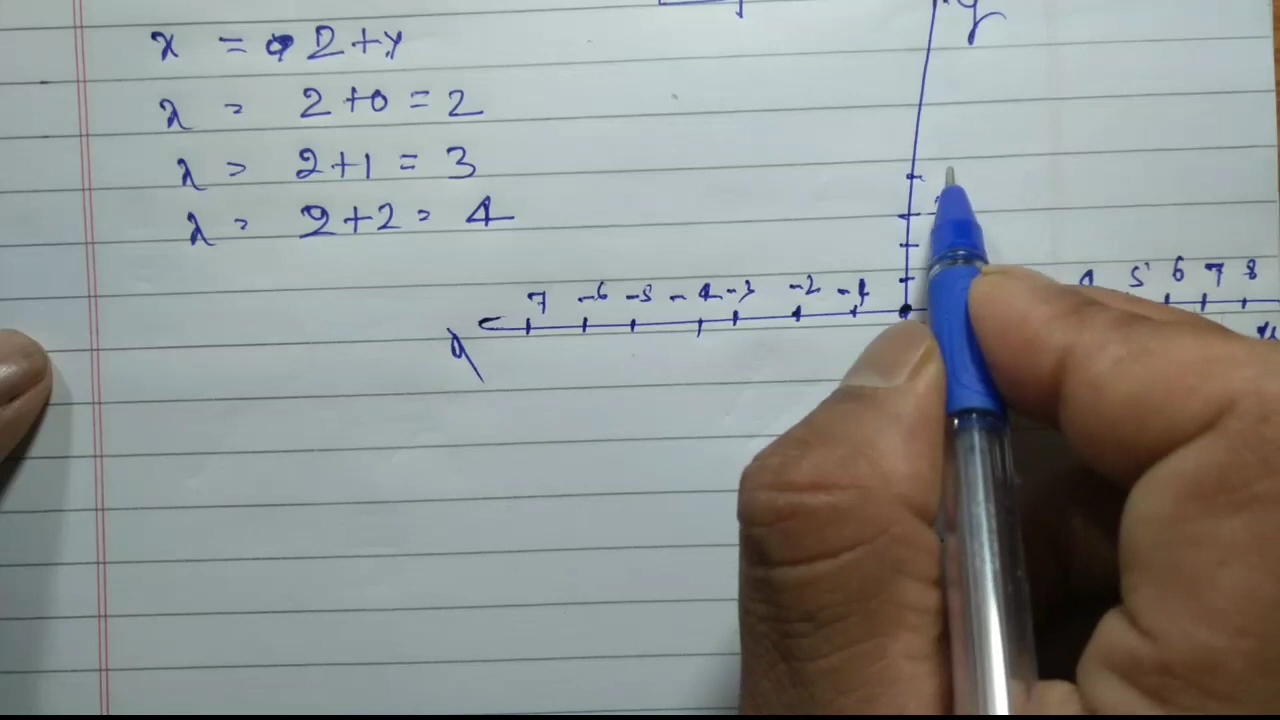 x = 2+y
x = 2+0 = 2
x = 2+1 = 3
x = 2+2 = 4
y
7 -6 -5 -4 -3 -2 -1 4 5 6 7 8